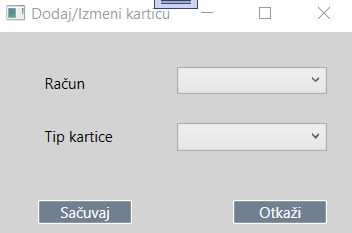 Dodaj/Izmeni karticu
Račun
Tip kartice
Sačuvaj
Otkaži